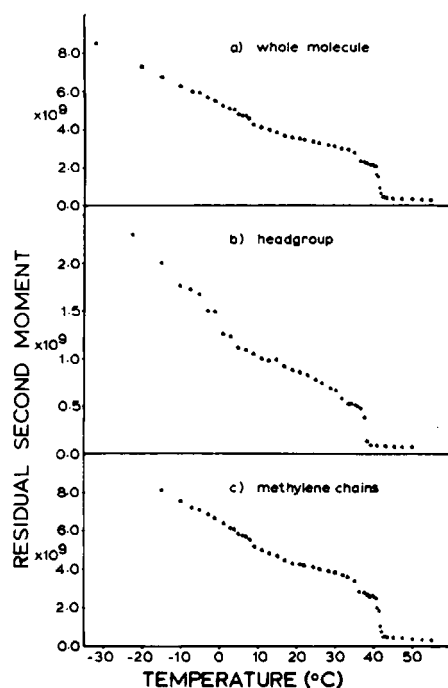 RESIDUAL SECOND MOMENT
a) whole molecule
8.0
6.0
x10⁹
4.0
2.0
0.0
b) headgroup
2.0
1.5
x10⁹
1.0
0.5
0.0
c) methylene chains
8.0
6.0
x10⁹
4.0
2.0
0.0
-30 -20 -10 0 10 20 30 40 50
TEMPERATURE (°C)